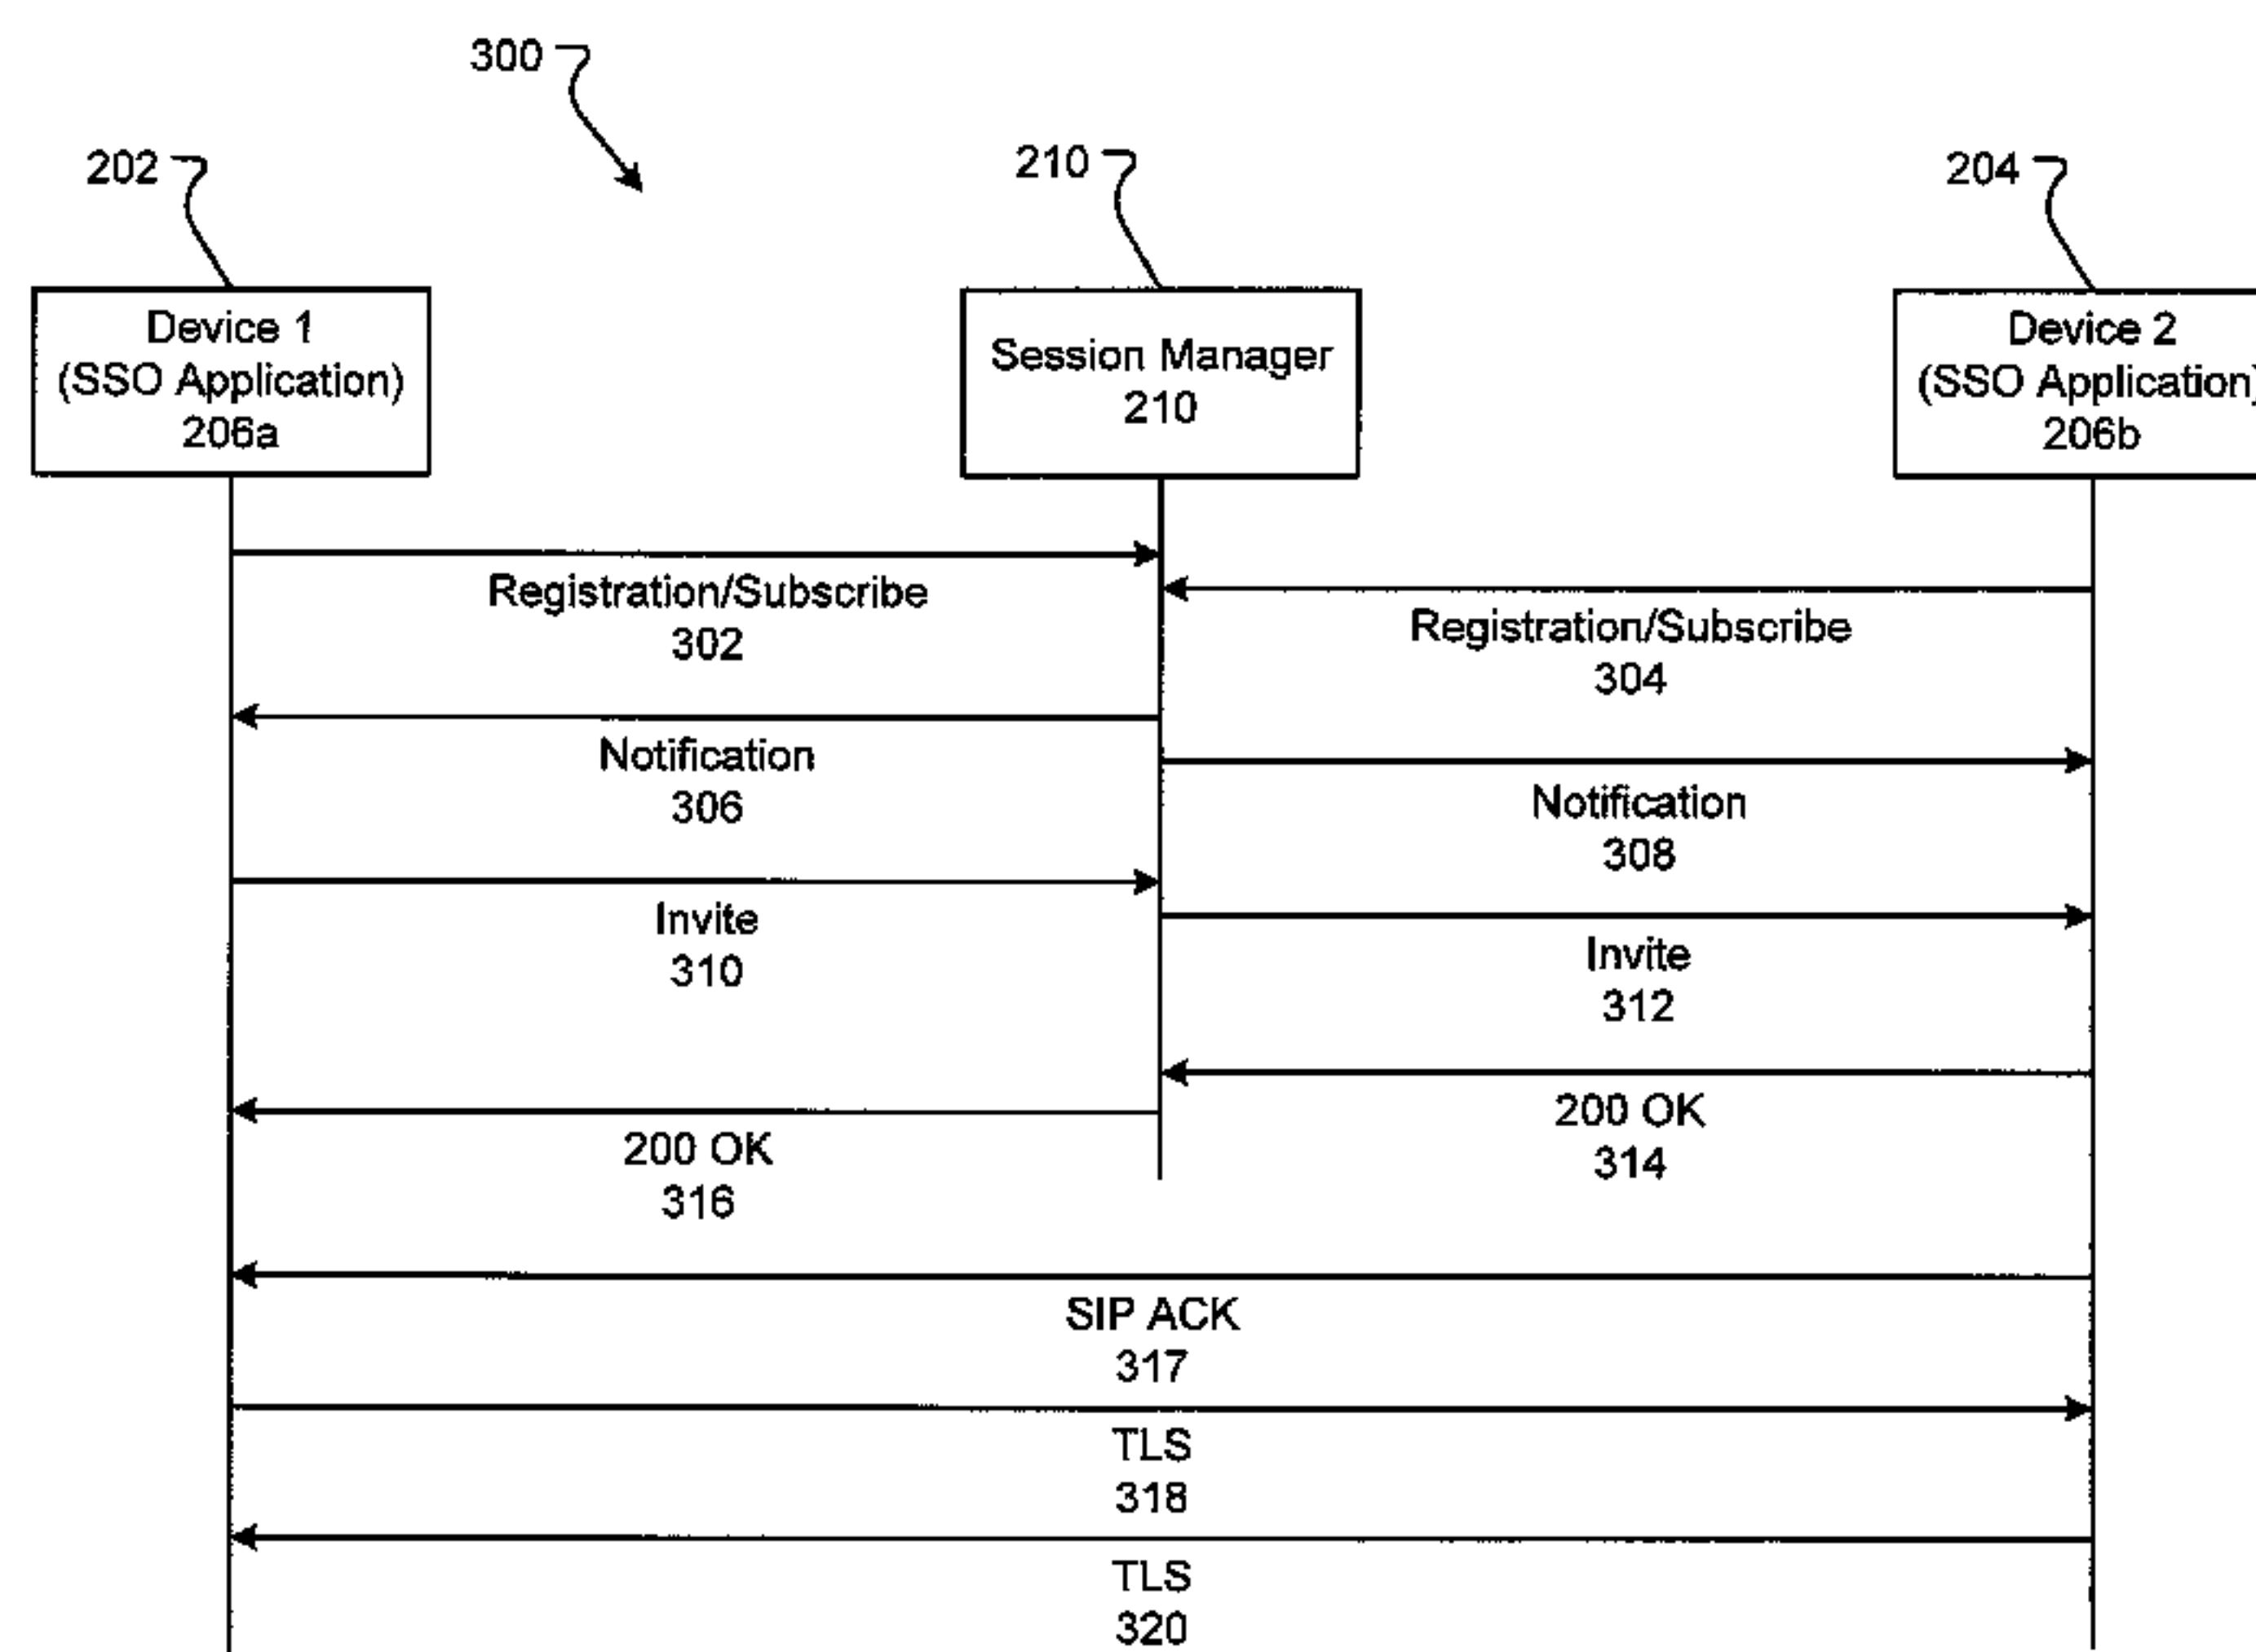 300
202
210
204
Device 1
(SSO Application)
206a
Session Manager
210
Device 2
(SSO Application)
206b
Registration/Subscribe
302
Registration/Subscribe
304
Notification
306
Notification
308
Invite
310
Invite
312
200 OK
314
200 OK
316
SIP ACK
317
TLS
318
TLS
320